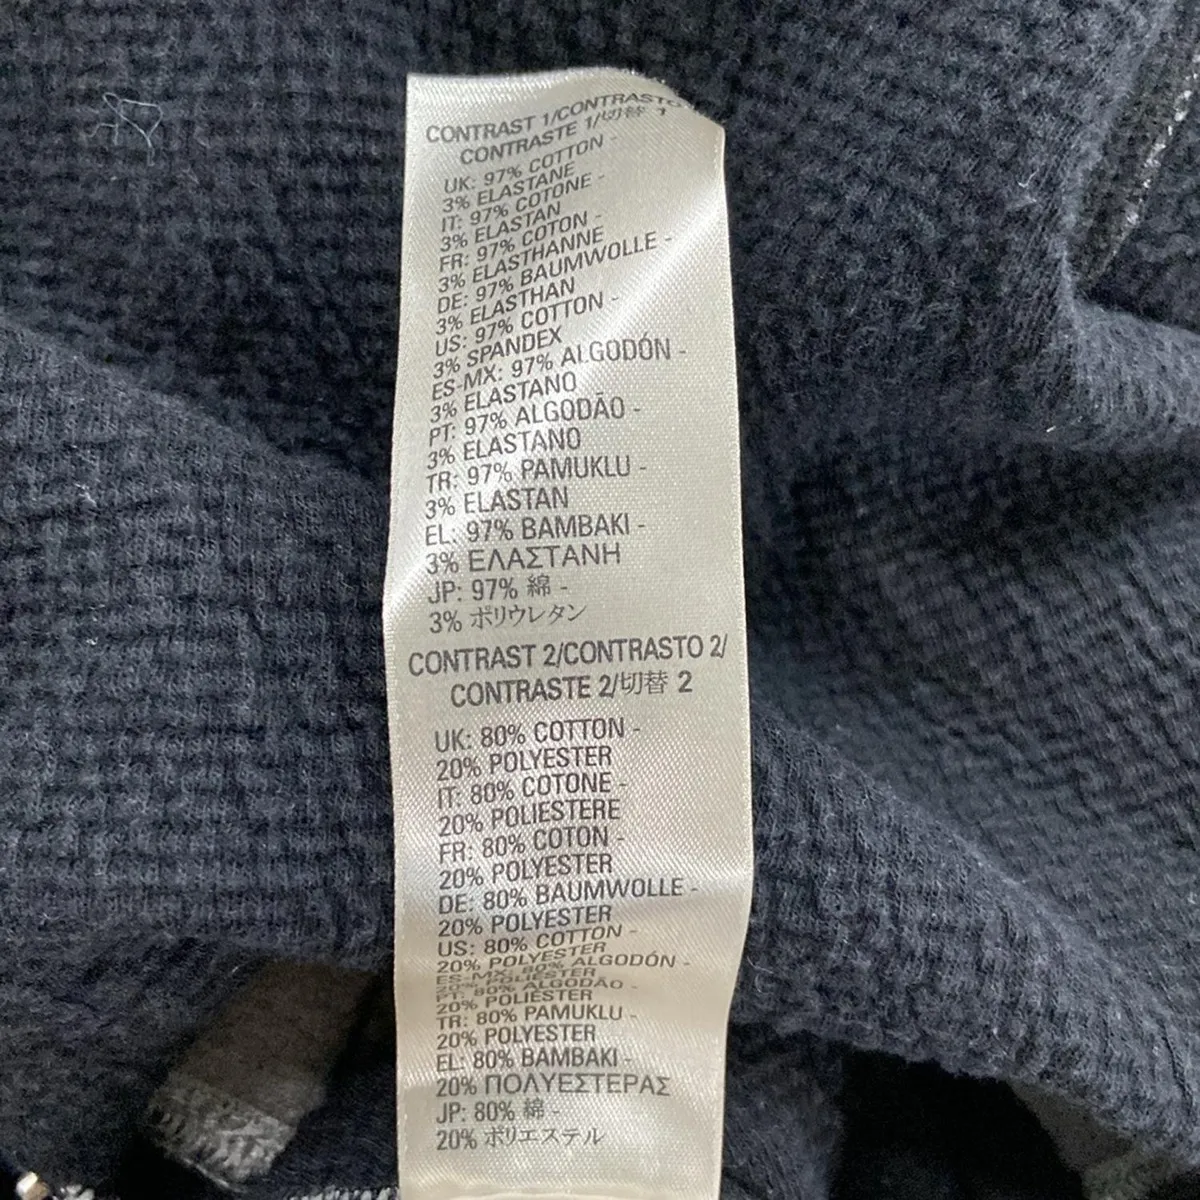 CONTRAST 1/CONTRASTO
CONTRASTE 1/切替 1
UK: 97% COTTON -
3% ELASTANE
IT: 97% COTONE -
3% ELASTAN
FR: 97% COTON -
3% ELASTHANNE
DE: 97% BAUMWOLLE -
3% ELASTHAN
US: 97% COTTON -
3% SPANDEX
ES-MX: 97% ALGODÓN -
3% ELASTANO
PT: 97% ALGODÃO -
3% ELASTANO
TR: 97% PAMUKLU -
3% ELASTAN
EL: 97% BAMBAKI -
3% ΕΛΑΣΤΑΝΗ
JP: 97% 綿 -
3% ポリウレタン
CONTRAST 2/CONTRASTO 2/
CONTRASTE 2/切替 2
UK: 80% COTTON -
20% POLYESTER
IT: 80% COTONE -
20% POLIESTERE
FR: 80% COTON -
20% POLYESTER
DE: 80% BAUMWOLLE -
20% POLYESTER
US: 80% COTTON -
20% POLYESTER
ES-MX: 80% ALGODÓN -
20% POLIÉSTER
PT: 80% ALGODÃO -
20% POLIÉSTER
TR: 80% PAMUKLU -
20% POLYESTER
EL: 80% BAMBAKI -
20% ΠΟΛΥΕΣΤΕΡΑΣ
JP: 80% 綿 -
20% ポリエステル